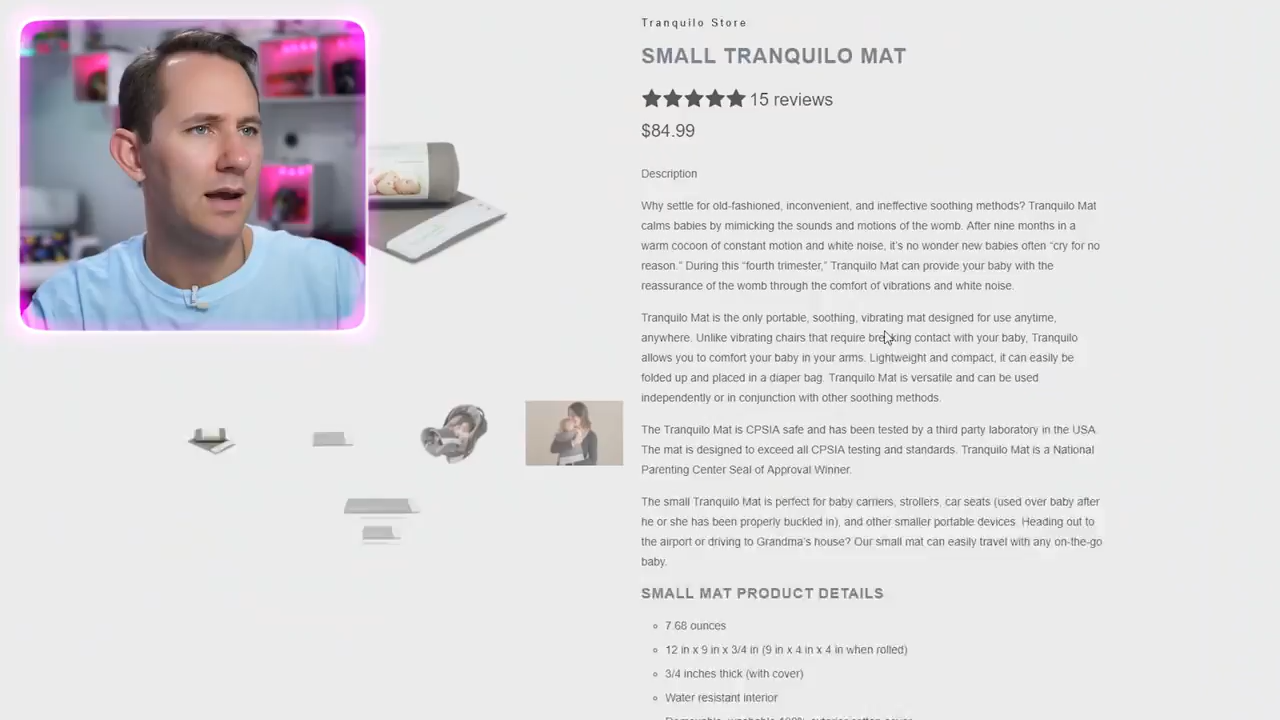 Tranquilo Store
SMALL TRANQUILO MAT
15 reviews
$84.99
Description
Why settle for old-fashioned, inconvenient, and ineffective soothing methods? Tranquilo Mat
calms babies by mimicking the sounds and motions of the womb. After nine months in a
warm cocoon of constant motion and white noise, it's no wonder new babies often “cry for no
reason.” During this “fourth trimester,” Tranquilo Mat can provide your baby with the
reassurance of the womb through the comfort of vibrations and white noise.
Tranquilo Mat is the only portable, soothing, vibrating mat designed for use anytime,
anywhere. Unlike vibrating chairs that require breaking contact with your baby, Tranquilo
allows you to comfort your baby in your arms. Lightweight and compact, it can easily be
folded up and placed in a diaper bag. Tranquilo Mat is versatile and can be used
independently or in conjunction with other soothing methods.
The Tranquilo Mat is CPSIA safe and has been tested by a third party laboratory in the USA.
The mat is designed to exceed all CPSIA testing and standards. Tranquilo Mat is a National
Parenting Center Seal of Approval Winner.
The small Tranquilo Mat is perfect for baby carriers, strollers, car seats (used over baby after
he or she has been properly buckled in), and other smaller portable devices. Heading out to
the airport or driving to Grandma's house? Our small mat can easily travel with any on-the-go
baby.
SMALL MAT PRODUCT DETAILS
7.68 ounces
12 in x 9 in x 3/4 in (9 in x 4 in x 4 in when rolled)
3/4 inches thick (with cover)
Water resistant interior